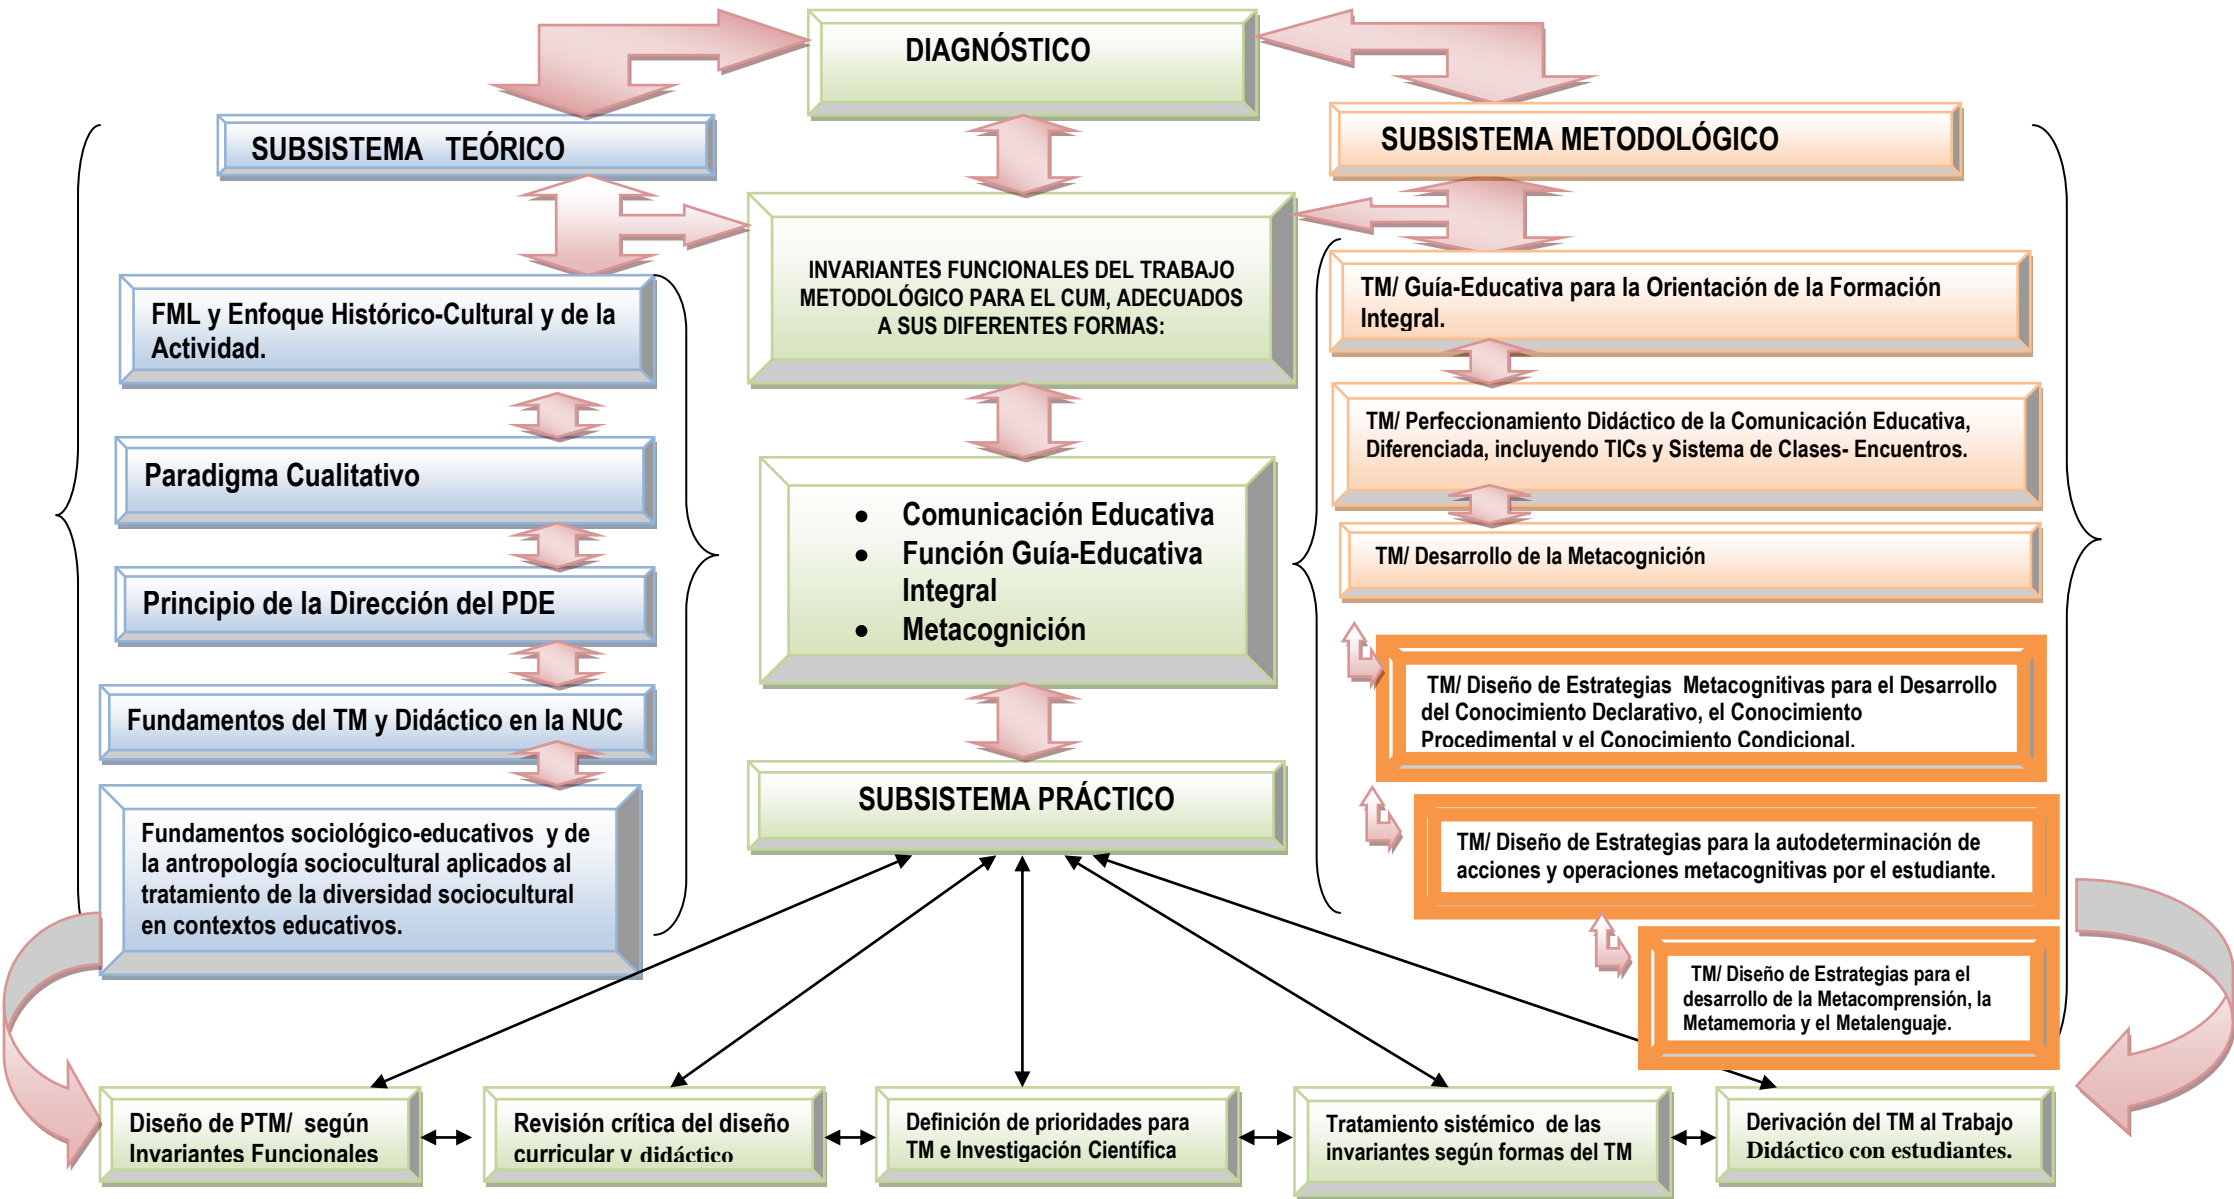 DIAGNÓSTICO
SUBSISTEMA TEÓRICO
SUBSISTEMA METODOLÓGICO
FML y Enfoque Histórico-Cultural y de la
Actividad.
Paradigma Cualitativo
Principio de la Dirección del PDE
Fundamentos del TM y Didáctico en la NUC
Fundamentos sociológico-educativos y de
la antropología sociocultural aplicados al
tratamiento de la diversidad sociocultural
en contextos educativos.
INVARIANTES FUNCIONALES DEL TRABAJO
METODOLÓGICO PARA EL CUM, ADECUADOS
A SUS DIFERENTES FORMAS:
• Comunicación Educativa
• Función Guía-Educativa
Integral
• Metacognición
SUBSISTEMA PRÁCTICO
TM/ Guía-Educativa para la Orientación de la Formación
Integral.
TM/ Perfeccionamiento Didáctico de la Comunicación Educativa,
Diferenciada, incluyendo TICs y Sistema de Clases- Encuentros.
TM/ Desarrollo de la Metacognición
TM/ Diseño de Estrategias Metacognitivas para el Desarrollo
del Conocimiento Declarativo, el Conocimiento
Procedimental y el Conocimiento Condicional.
TM/ Diseño de Estrategias para la autodeterminación de
acciones y operaciones metacognitivas por el estudiante.
TM/ Diseño de Estrategias para el
desarrollo de la Metacomprensión, la
Metamemoria y el Metalenguaje.
Diseño de PTM/ según
Invariantes Funcionales
Revisión crítica del diseño
curricular y didáctico
Definición de prioridades para
TM e Investigación Científica
Tratamiento sistémico de las
invariantes según formas del TM
Derivación del TM al Trabajo
Didáctico con estudiantes.